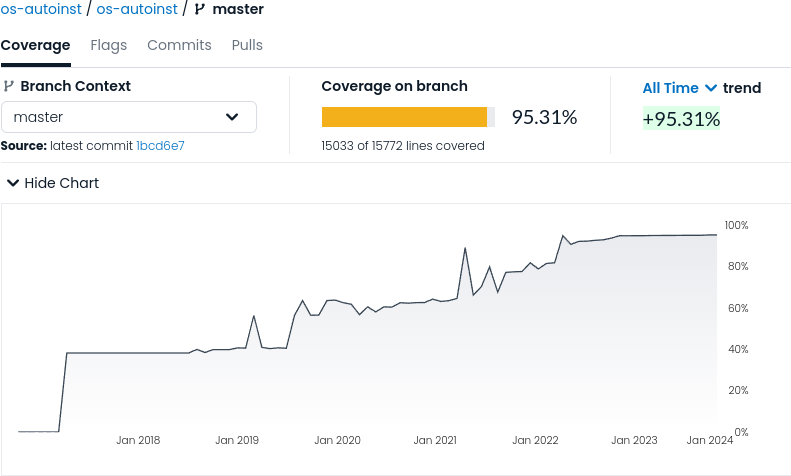 os-autoinst / os-autoinst / master
Coverage Flags Commits Pulls
Branch Context
master
Source: latest commit 1bcd6e7
Coverage on branch
95.31%
15033 of 15772 lines covered
All Time trend
+95.31%
Hide Chart
100%
80%
60%
40%
20%
0%
Jan 2018 Jan 2019 Jan 2020 Jan 2021 Jan 2022 Jan 2023 Jan 2024